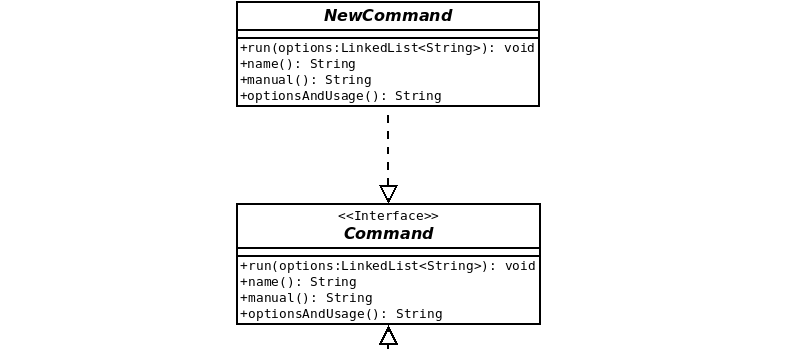 NewCommand
+run(options:LinkedList<String>): void
+name(): String
+manual(): String
+optionsAndUsage(): String
<<Interface>>
Command
+run(options:LinkedList<String>): void
+name(): String
+manual(): String
+optionsAndUsage(): String